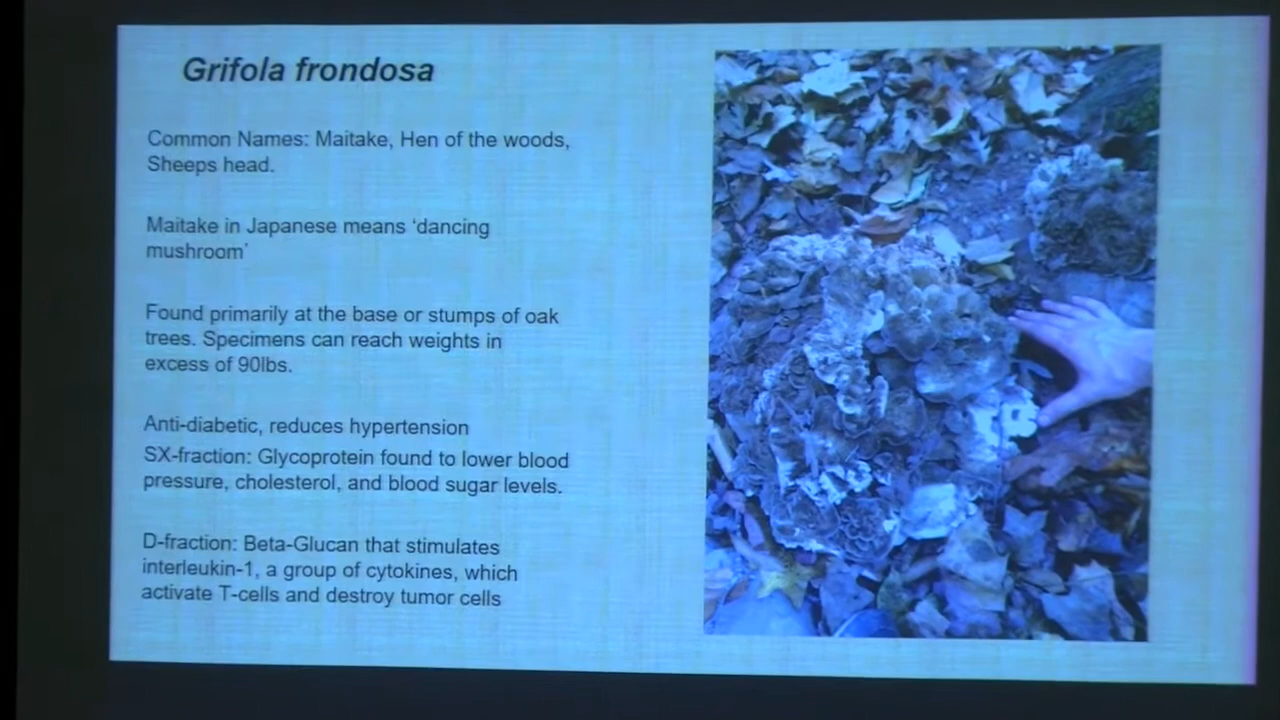 Grifola frondosa
Common Names: Maitake, Hen of the woods,
Sheeps head.
Maitake in Japanese means ‘dancing
mushroom’
Found primarily at the base or stumps of oak
trees. Specimens can reach weights in
excess of 90lbs.
Anti-diabetic, reduces hypertension
SX-fraction: Glycoprotein found to lower blood
pressure, cholesterol, and blood sugar levels.
D-fraction: Beta-Glucan that stimulates
interleukin-1, a group of cytokines, which
activate T-cells and destroy tumor cells